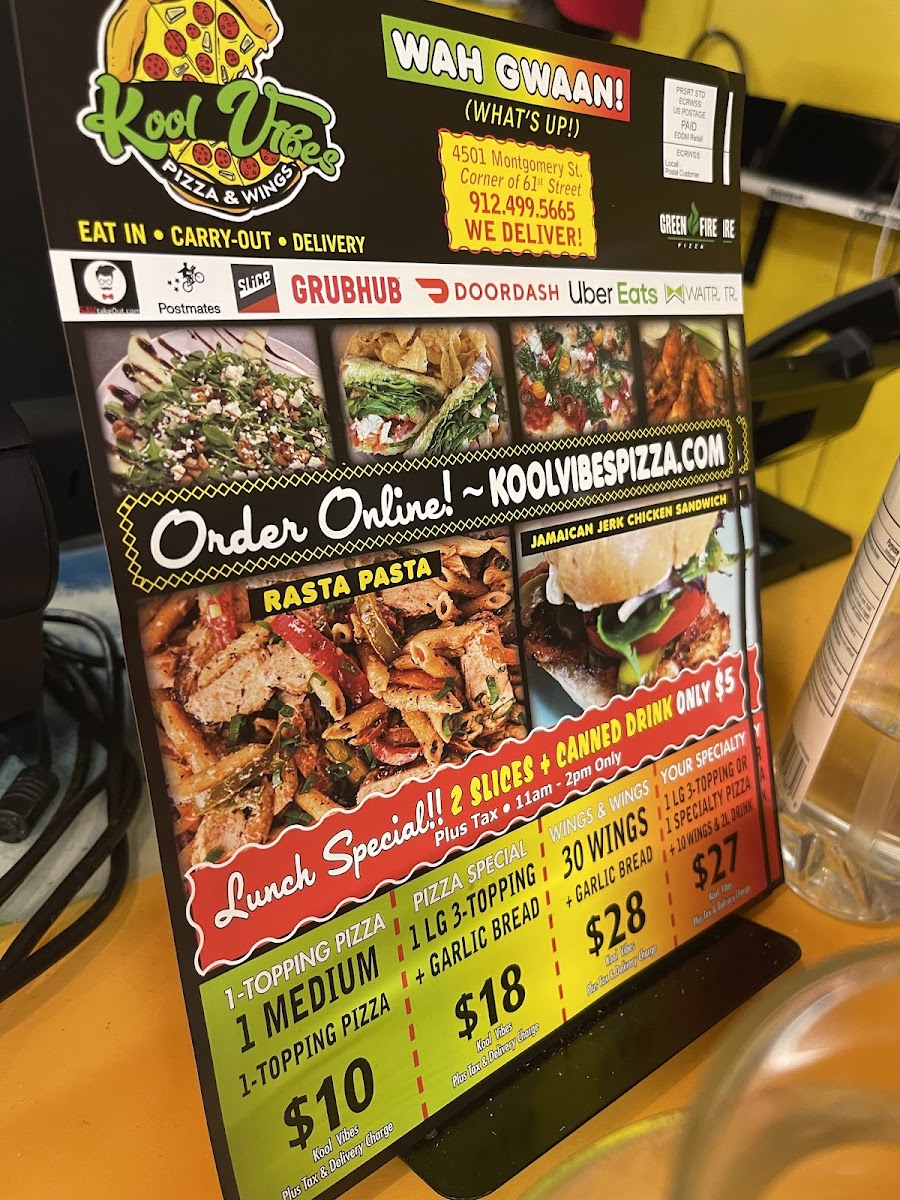 Kool Vibes
PIZZA & WINGS
WAH GWAAN!
(WHAT'S UP!)
PRSRT STD
ECRWSS
US POSTAGE
PAID
EDDM Retail
ECRWSS
Local
Postal Customer
4501 Montgomery St.
Corner of 61st Street
912.499.5665
WE DELIVER!
GREEN FIRE IRE
PIZZA
EAT IN • CARRY-OUT • DELIVERY
Postmates
SLiCE
GRUBHUB
DOORDASH
Uber Eats
WAITR. TR.
Order Online! ~ KOOLVIBESPIZZA.COM
RASTA PASTA
JAMAICAN JERK CHICKEN SANDWICH
Lunch Special!! 2 SLICES + CANNED DRINK ONLY $5
Plus Tax • 11am - 2pm Only
1-TOPPING PIZZA
1 MEDIUM
1-TOPPING PIZZA
$10
Kool Vibes
Plus Tax & Delivery Charge
PIZZA SPECIAL
1 LG 3-TOPPING
+ GARLIC BREAD
$18
Kool Vibes
Plus Tax & Delivery Charge
WINGS & WINGS
30 WINGS
+ GARLIC BREAD
$28
Kool Vibes
Plus Tax & Delivery Charge
YOUR SPECIALTY
1 LG 3-TOPPING OR
1 SPECIALTY PIZZA
+ 10 WINGS & 2L DRINK
$27
Kool Vibes
Plus Tax & Delivery Charge